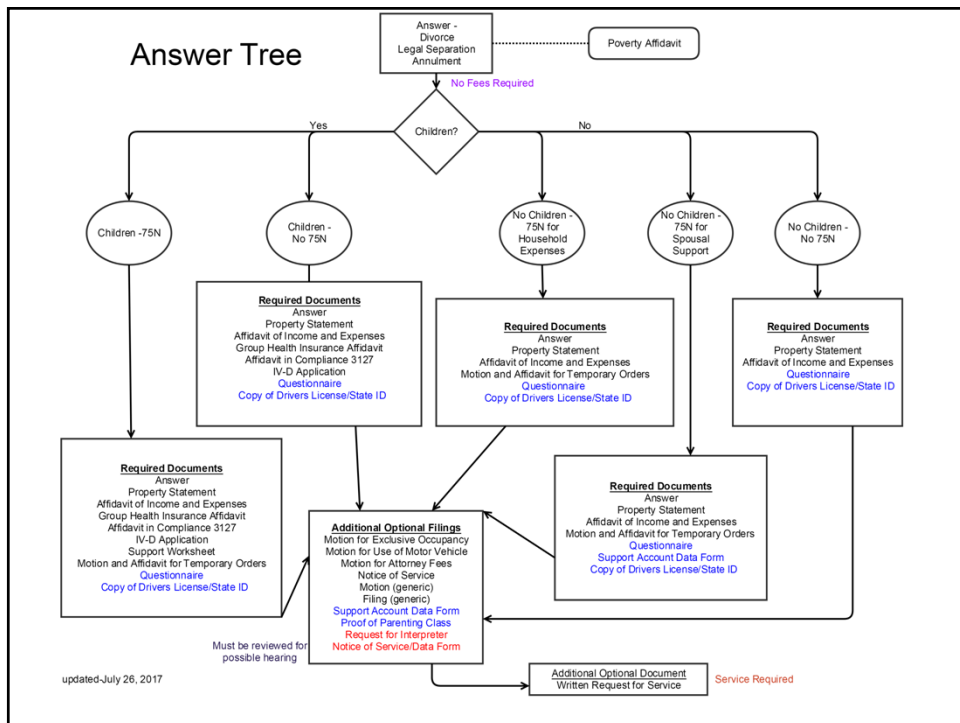 Answer Tree
Answer -
Divorce
Legal Separation
Annulment
Poverty Affidavit
No Fees Required
Children?
Yes
No
Children -75N
Children -
No 75N
No Children -
75N for
Household
Expenses
No Children -
75N for
Spousal
Support
No Children -
No 75N
Required Documents
Answer
Property Statement
Affidavit of Income and Expenses
Group Health Insurance Affidavit
Affidavit in Compliance 3127
IV-D Application
Questionnaire
Copy of Drivers License/State ID
Required Documents
Answer
Property Statement
Affidavit of Income and Expenses
Motion and Affidavit for Temporary Orders
Questionnaire
Copy of Drivers License/State ID
Required Documents
Answer
Property Statement
Affidavit of Income and Expenses
Questionnaire
Copy of Drivers License/State ID
Required Documents
Answer
Property Statement
Affidavit of Income and Expenses
Group Health Insurance Affidavit
Affidavit in Compliance 3127
IV-D Application
Support Worksheet
Motion and Affidavit for Temporary Orders
Questionnaire
Copy of Drivers License/State ID
Required Documents
Answer
Property Statement
Affidavit of Income and Expenses
Motion and Affidavit for Temporary Orders
Questionnaire
Support Account Data Form
Copy of Drivers License/State ID
Additional Optional Filings
Motion for Exclusive Occupancy
Motion for Use of Motor Vehicle
Motion for Attorney Fees
Notice of Service
Motion (generic)
Filing (generic)
Support Account Data Form
Proof of Parenting Class
Request for Interpreter
Notice of Service/Data Form
Must be reviewed for
possible hearing
Additional Optional Document
Written Request for Service
Service Required
updated-July 26, 2017